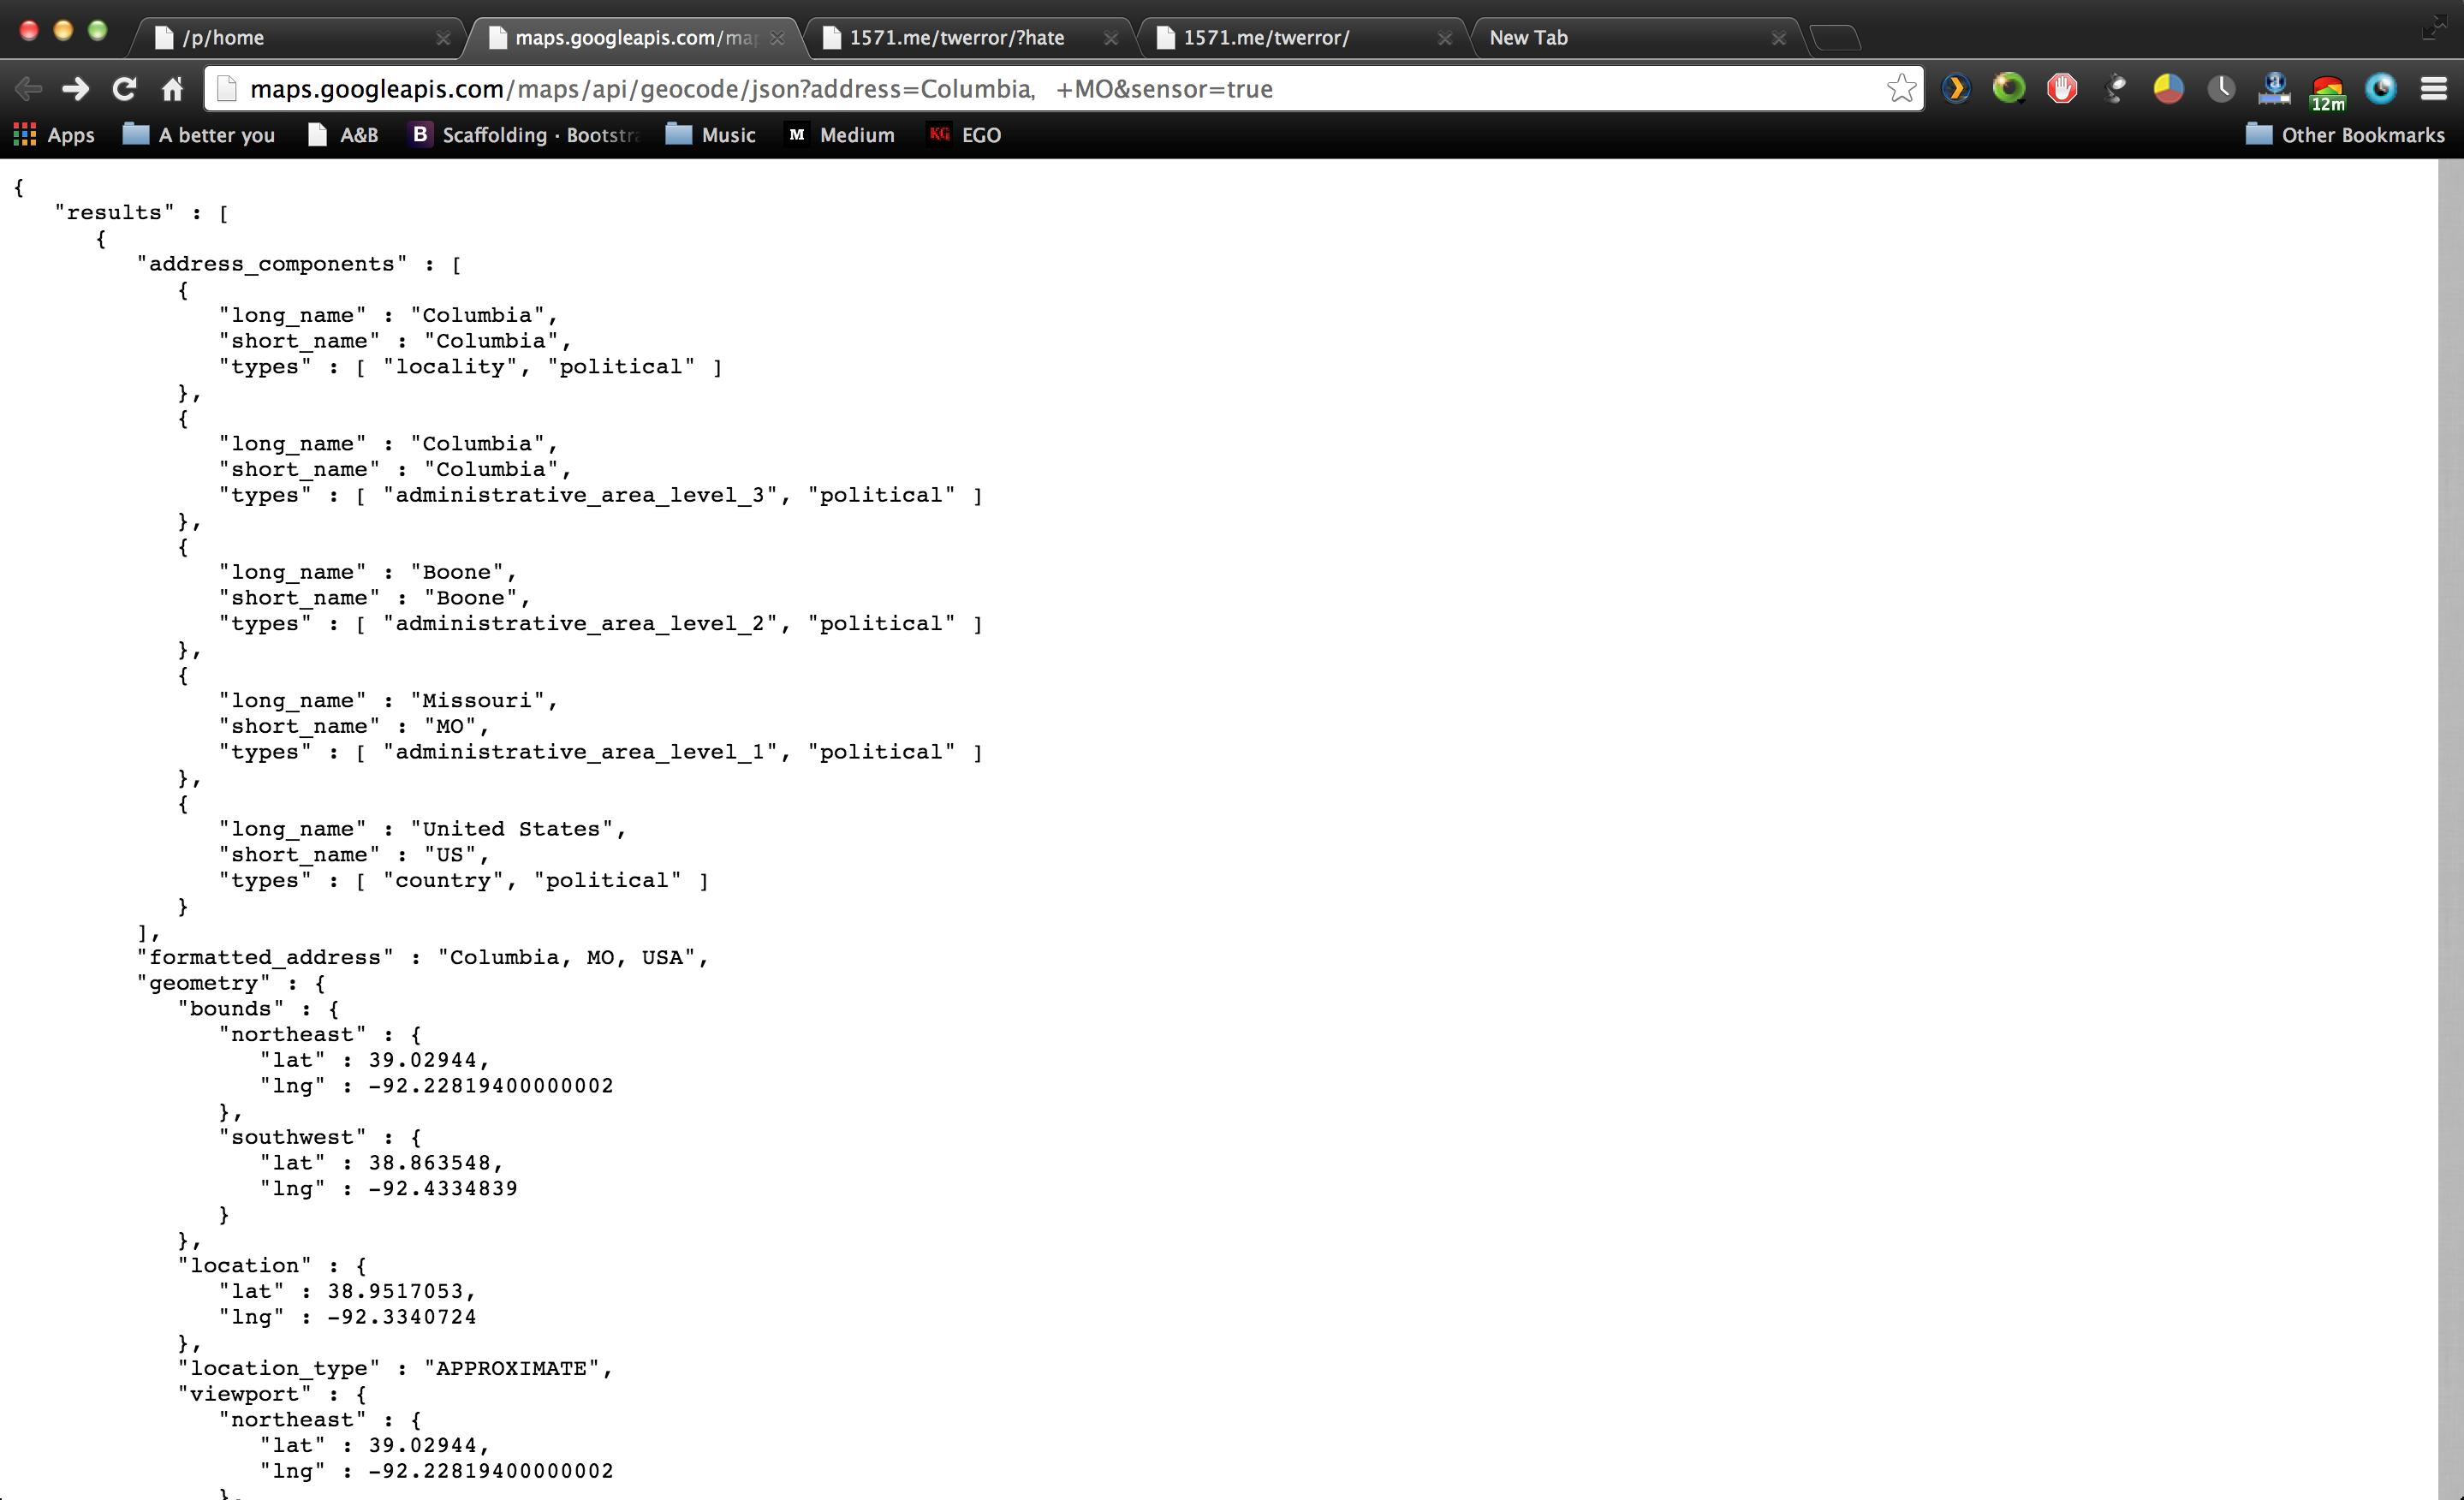 /p/home
maps.googleapis.com/map
1571.me/twerror/?hate
1571.me/twerror/
New Tab
maps.googleapis.com/maps/api/geocode/json?address=Columbia, +MO&sensor=true
12m
Apps
A better you
A&B
B Scaffolding · Bootstra
Music
M Medium
KG EGO
Other Bookmarks
{
"results" : [
{
"address_components" : [
{
"long_name" : "Columbia",
"short_name" : "Columbia",
"types" : [ "locality", "political" ]
},
{
"long_name" : "Columbia",
"short_name" : "Columbia",
"types" : [ "administrative_area_level_3", "political" ]
},
{
"long_name" : "Boone",
"short_name" : "Boone",
"types" : [ "administrative_area_level_2", "political" ]
},
{
"long_name" : "Missouri",
"short_name" : "MO",
"types" : [ "administrative_area_level_1", "political" ]
},
{
"long_name" : "United States",
"short_name" : "US",
"types" : [ "country", "political" ]
}
],
"formatted_address" : "Columbia, MO, USA",
"geometry" : {
"bounds" : {
"northeast" : {
"lat" : 39.02944,
"lng" : -92.22819400000002
},
"southwest" : {
"lat" : 38.863548,
"lng" : -92.4334839
}
},
"location" : {
"lat" : 38.9517053,
"lng" : -92.3340724
},
"location_type" : "APPROXIMATE",
"viewport" : {
"northeast" : {
"lat" : 39.02944,
"lng" : -92.22819400000002
},